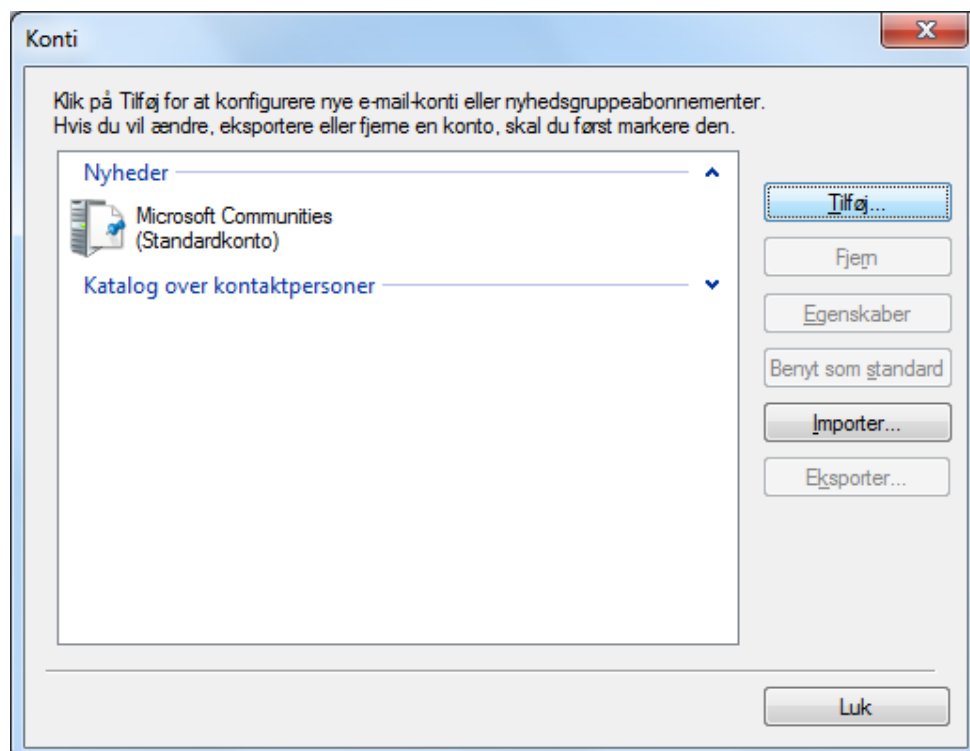 Konti
Klik på Tilføj for at konfigurere nye e-mail-konti eller nyhedsgruppeabonnementer.
Hvis du vil ændre, eksportere eller fjerne en konto, skal du først markere den.
Nyheder
Microsoft Communities
(Standardkonto)
Katalog over kontaktpersoner
Tilføj...
Fjern
Egenskaber
Benyt som standard
Importer...
Eksporter...
Luk